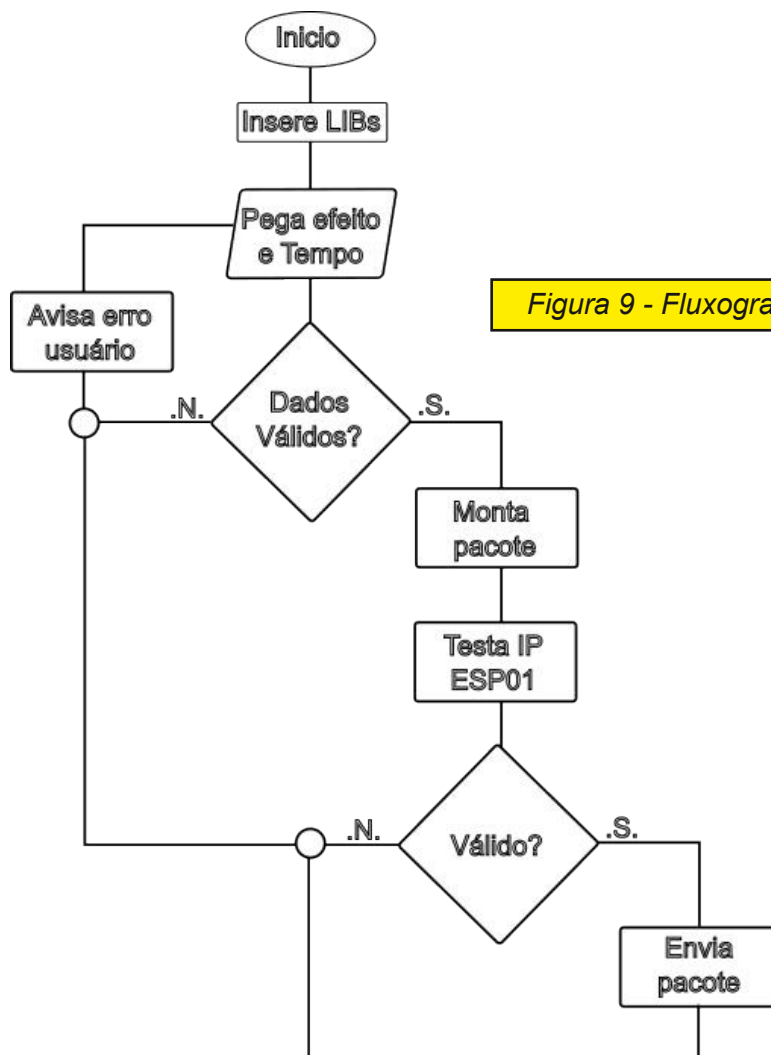 Inicio
Insere LIBs
Pega efeito
e Tempo
Avisa erro
usuário
Figura 9 - Fluxogra
.N.
Dados
Válidos?
.S.
Monta
pacote
Testa IP
ESP01
.N.
Válido?
.S.
Envia
pacote